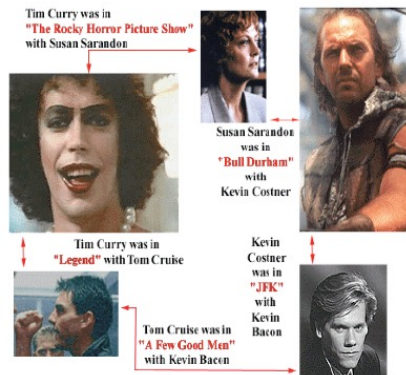 Tim Curry was in
"The Rocky Horror Picture Show"
with Susan Sarandon
Susan Sarandon
was in
"Bull Durham"
with
Kevin Costner
Tim Curry was in
"Legend" with Tom Cruise
Kevin
Costner
was in
"JFK"
with
Kevin
Bacon
Tom Cruise was in
"A Few Good Men"
with Kevin Bacon